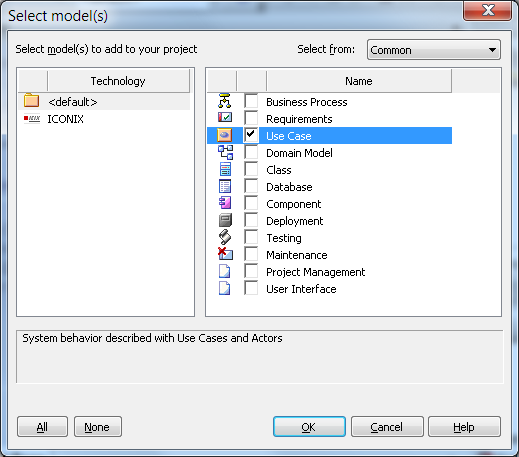 Select model(s)
Select model(s) to add to your project
Select from: Common
Technology
<default>
ICONIX
Name
Business Process
Requirements
Use Case
Domain Model
Class
Database
Component
Deployment
Testing
Maintenance
Project Management
User Interface
System behavior described with Use Cases and Actors
All None OK Cancel Help